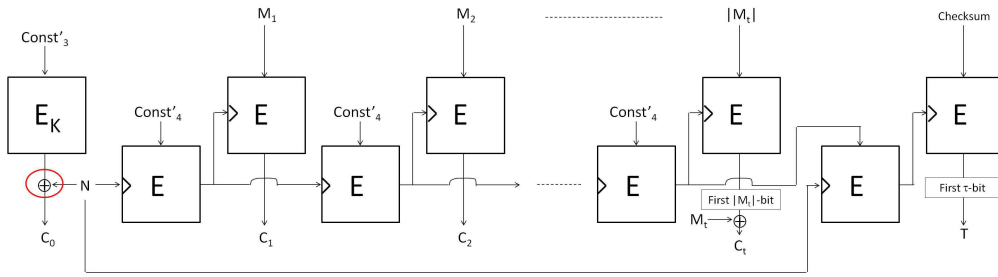 M₁
M₂
|Mₜ|
Checksum
Const'₃
E_K
Const'₄
E
E
Const'₄
E
E
Const'₄
E
E
E
E
N
First |Mₜ|-bit
First τ-bit
Mₜ
C₀
C₁
C₂
Cₜ
T